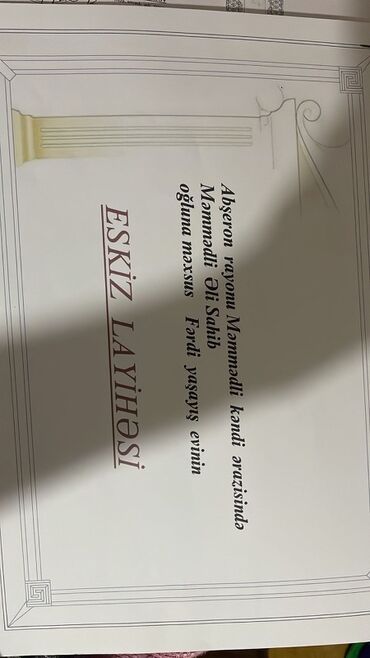 Abşeron rayonu Məmmədli kəndi ərazisində
Məmmədli Əli Sahib
oğluna məxsus Fərdi yaşayış evinin
ESKİZ LAYİHƏSİ